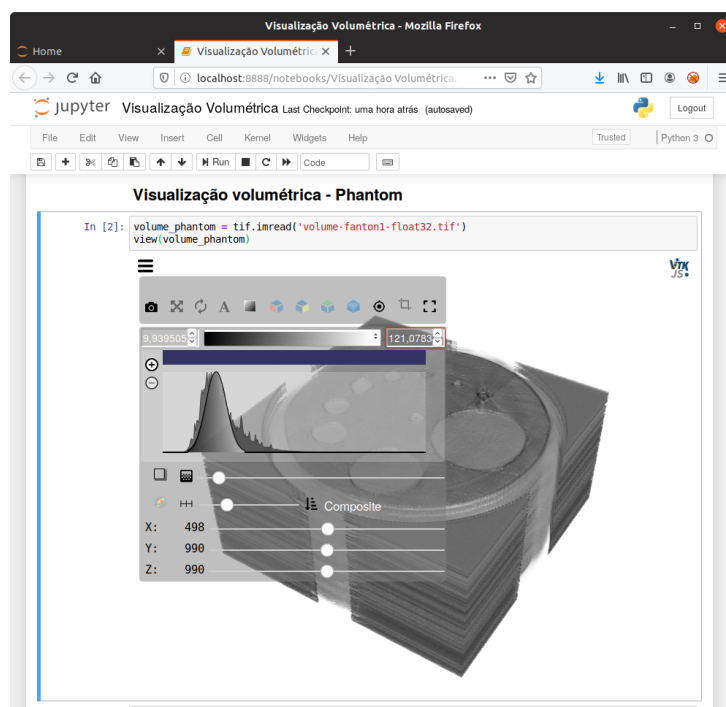 Visualização Volumétrica - Mozilla Firefox
Home
Visualização Volumétric
localhost:8888/notebooks/Visualização Volumétrica.
jupyter Visualização Volumétrica Last Checkpoint: uma hora atrás (autosaved)
Logout
File Edit View Insert Cell Kernel Widgets Help
Trusted Python 3
Run Code
Visualização volumétrica - Phantom
In [2]: volume_phantom = tif.imread('volume-fanton1-float32.tif')
view(volume_phantom)
VTK
JS
A
9,939505 121,0783
Composite
X: 498
Y: 990
Z: 990